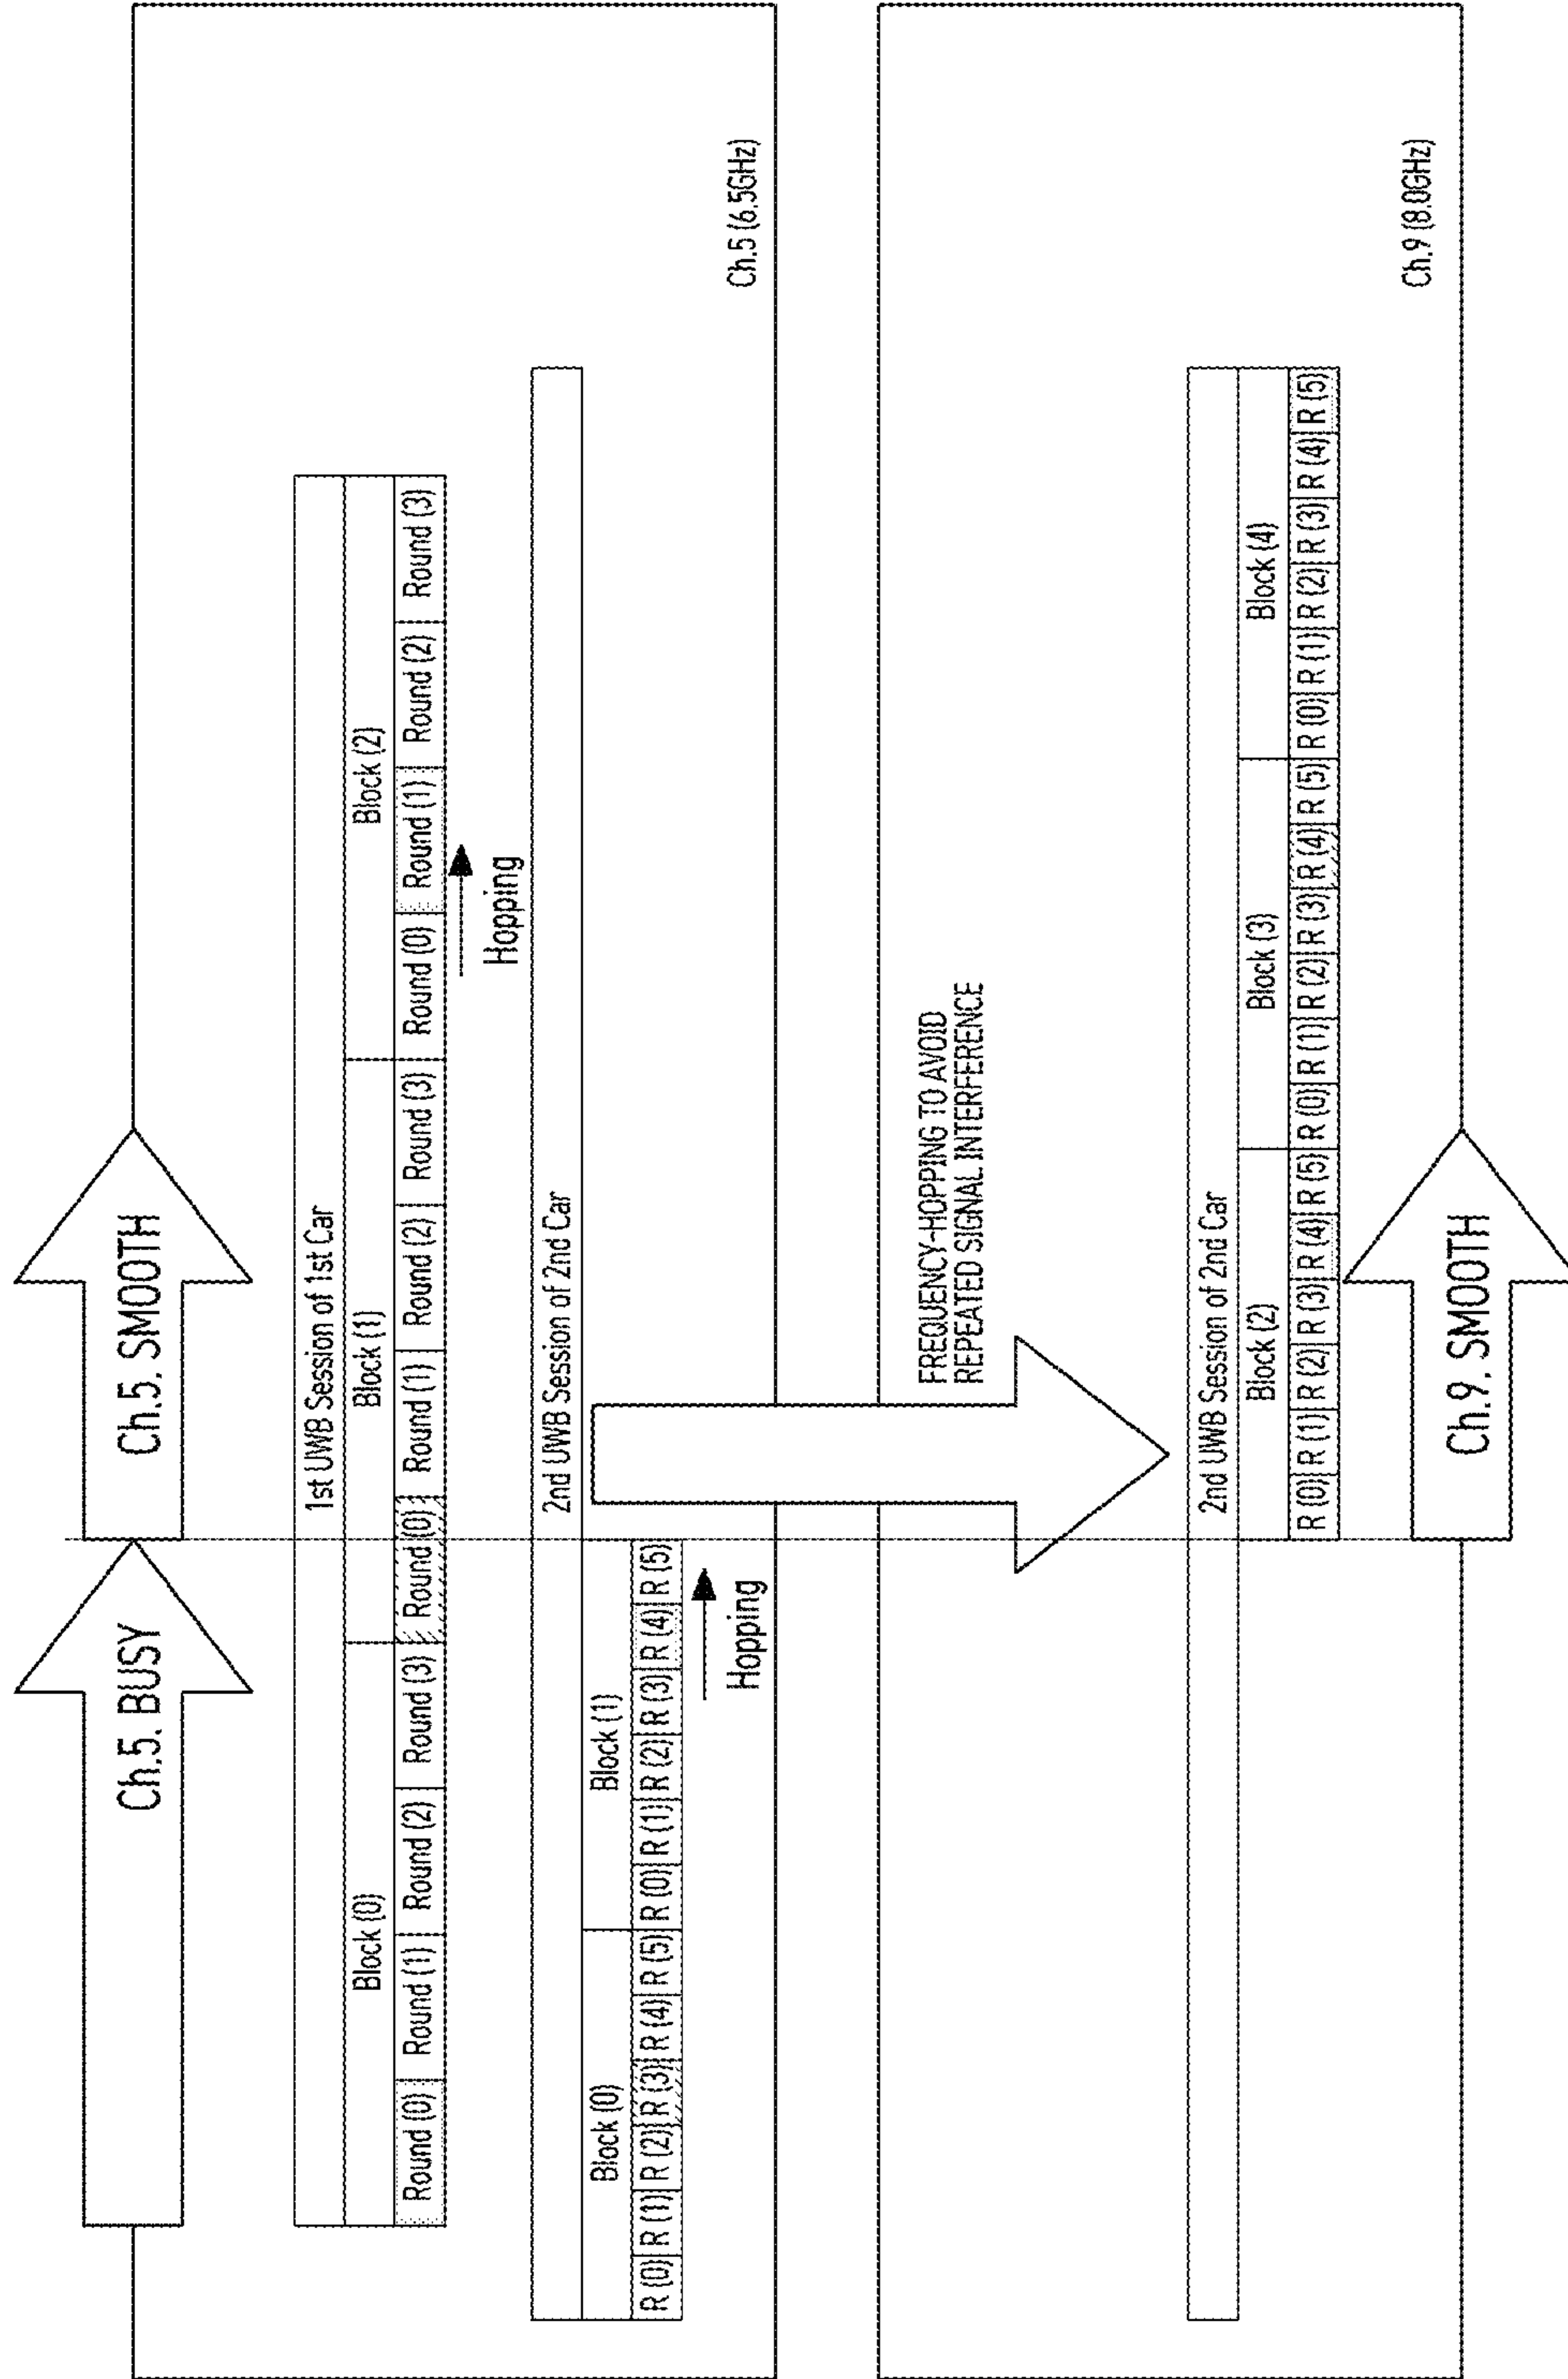 Ch.5. BUSY
Ch.5. SMOOTH
1st UWB Session of 1st Car
Block (0)
Block (1)
Block (2)
Round (0) Round (1) Round (2) Round (3) Round (0) Round (1) Round (2) Round (3) Round (0) Round (1) Round (2) Round (3)
Hopping
2nd UWB Session of 2nd Car
Block (0)
Block (1)
R (0) R (1) R (2) R (3) R (4) R (5) R (0) R (1) R (2) R (3) R (4) R (5)
Hopping
Ch.5 (6.5GHz)
FREQUENCY-HOPPING TO AVOID
REPEATED SIGNAL INTERFERENCE
2nd UWB Session of 2nd Car
Block (2)
Block (3)
Block (4)
R (0) R (1) R (2) R (3) R (4) R (5) R (0) R (1) R (2) R (3) R (4) R (5) R (0) R (1) R (2) R (3) R (4) R (5)
Ch.9 (8.0GHz)
Ch.9. SMOOTH